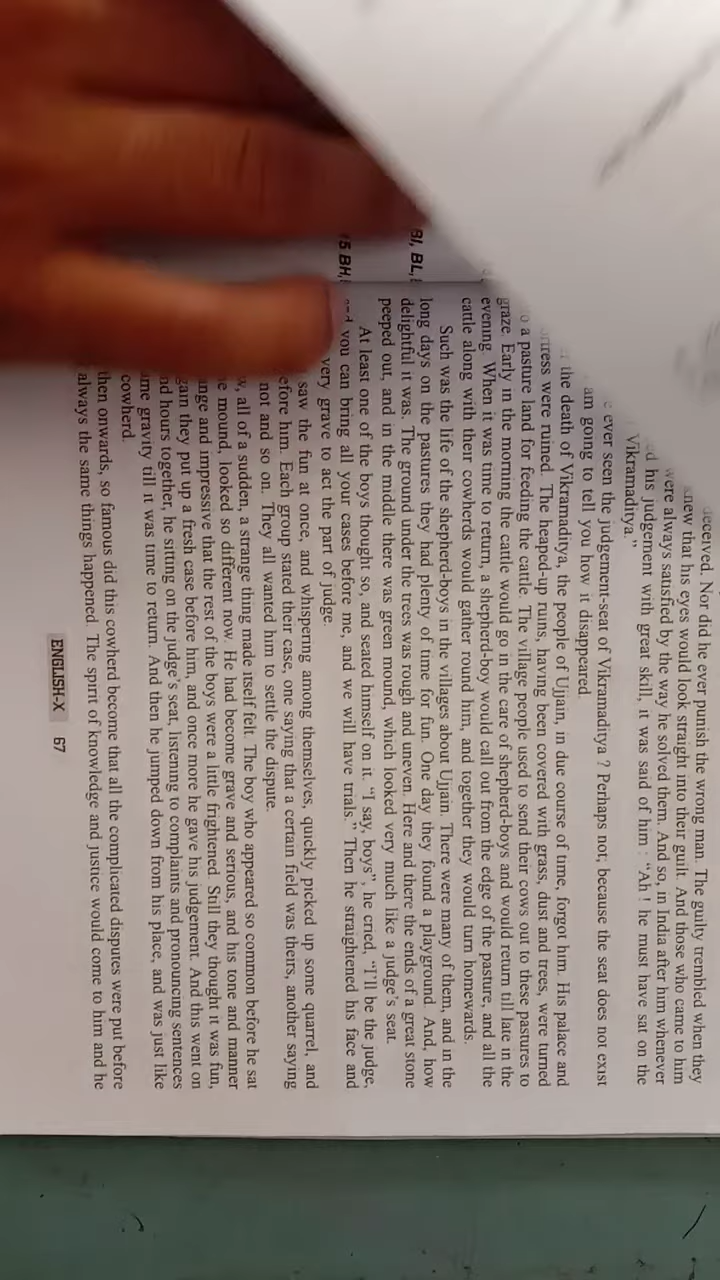 deceived. Nor did he ever punish the wrong man. The guilty trembled when they
knew that his eyes would look straight into their guilt. And those who came to him
were always satisfied by the way he solved them. And so, in India after him whenever
his judgement with great skill, it was said of him : "Ah ! he must have sat on the
Vikramaditya."
ever seen the judgement-seat of Vikramaditya ? Perhaps not; because the seat does not exist
am going to tell you how it disappeared.
the death of Vikramaditya, the people of Ujjain, in due course of time, forgot him. His palace and
were ruined. The heaped-up ruins, having been covered with grass, dust and trees, were turned
a pasture land for feeding the cattle. The village people used to send their cows out to these pastures to
graze. Early in the morning the cattle would go in the care of shepherd-boys and would return till late in the
evening. When it was time to return, a shepherd-boy would call out from the edge of the pasture, and all the
cattle along with their cowherds would gather round him, and together they would turn homewards.
Such was the life of the shepherd-boys in the villages about Ujjain. There were many of them, and in the
long days on the pastures they had plenty of time for fun. One day they found a playground. And, how
delightful it was. The ground under the trees was rough and uneven. Here and there the ends of a great stone
peeped out, and in the middle there was green mound, which looked very much like a judge's seat.
At least one of the boys thought so, and seated himself on it. "I say, boys", he cried, "I'll be the judge,
you can bring all your cases before me, and we will have trials." Then he straightened his face and
very grave to act the part of judge.
saw the fun at once, and whispering among themselves, quickly picked up some quarrel, and
before him. Each group stated their case, one saying that a certain field was theirs, another saying
not and so on. They all wanted him to settle the dispute.
all of a sudden, a strange thing made itself felt. The boy who appeared so common before he sat
mound, looked so different now. He had become grave and serious, and his tone and manner
and impressive that the rest of the boys were a little frightened. Still they thought it was fun,
they put up a fresh case before him, and once more he gave his judgement. And this went on
hours together, he sitting on the judge's seat, listening to complaints and pronouncing sentences
gravity till it was time to return. And then he jumped down from his place, and was just like
cowherd.
then onwards, so famous did this cowherd become that all the complicated disputes were put before
always the same things happened. The spirit of knowledge and justice would come to him and he
ENGLISH-X 67
BI, BL,
5 BH,